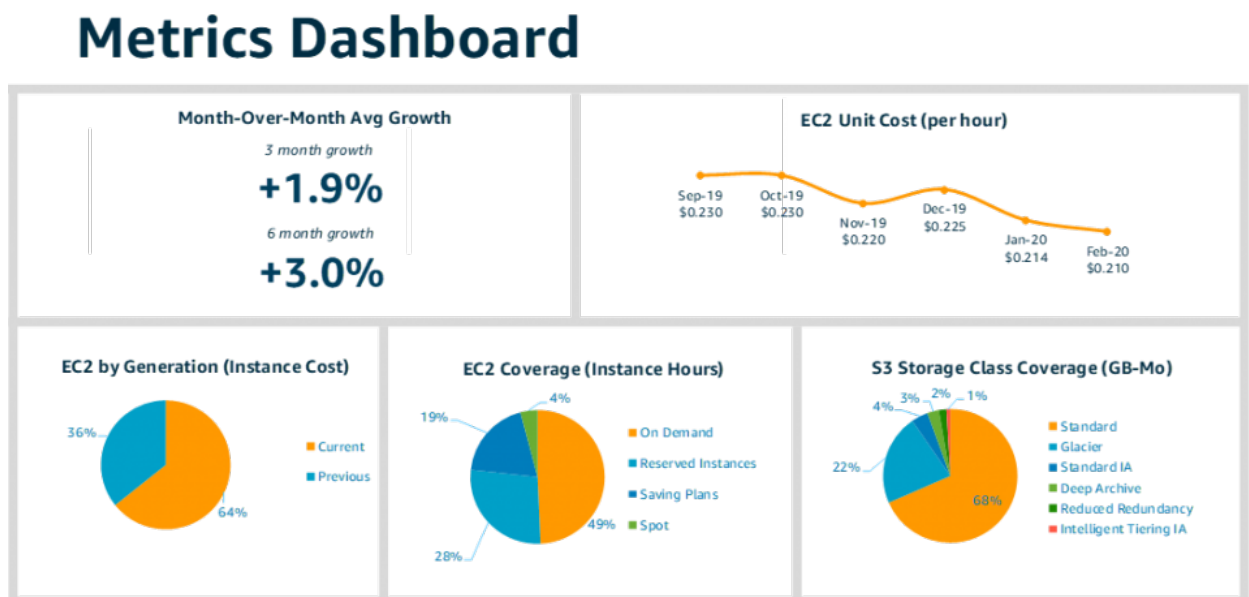 Metrics Dashboard
Month-Over-Month Avg Growth
3 month growth
+1.9%
6 month growth
+3.0%
EC2 Unit Cost (per hour)
Sep-19
$0.230
Oct-19
$0.230
Nov-19
$0.220
Dec-19
$0.225
Jan-20
$0.214
Feb-20
$0.210
EC2 by Generation (Instance Cost)
36%
64%
Current
Previous
EC2 Coverage (Instance Hours)
4%
19%
49%
28%
On Demand
Reserved Instances
Saving Plans
Spot
S3 Storage Class Coverage (GB-Mo)
1%
2%
3%
4%
22%
68%
Standard
Glacier
Standard IA
Deep Archive
Reduced Redundancy
Intelligent Tiering IA